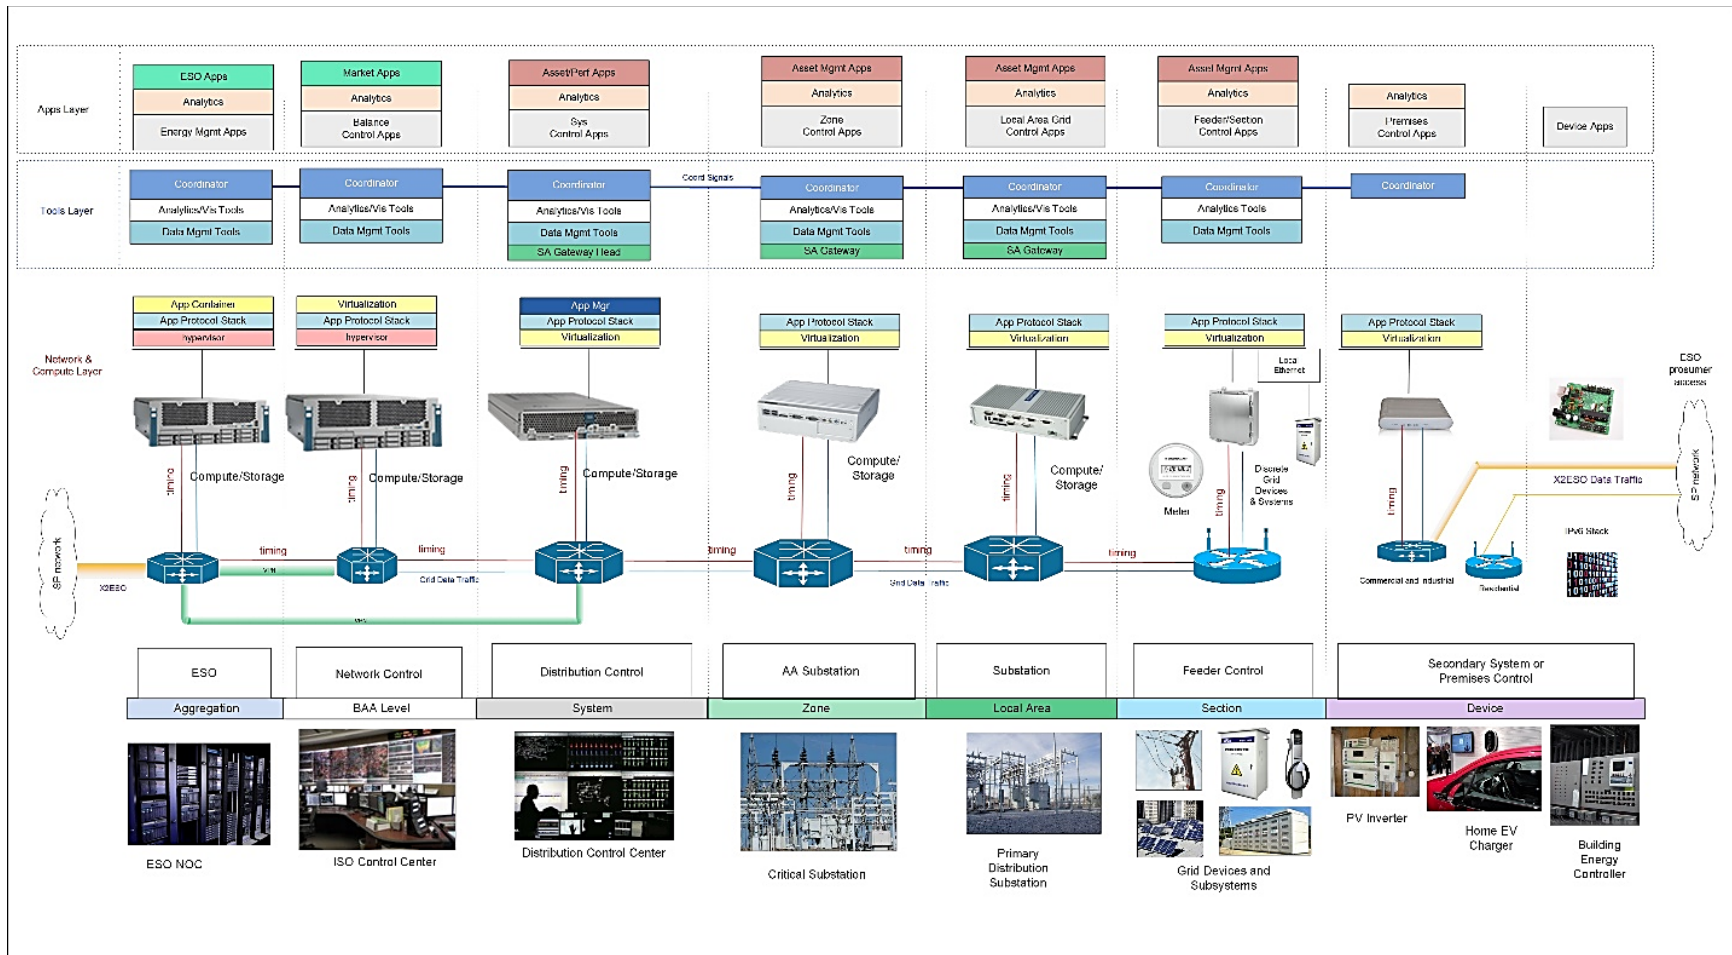 Apps Layer
ESO Apps
Analytics
Energy Mgmt Apps
Market Apps
Analytics
Balance
Control Apps
Asset/Perf Apps
Analytics
Sys
Control Apps
Asset Mgmt Apps
Analytics
Zone
Control Apps
Asset Mgmt Apps
Analytics
Local Area Grid
Control Apps
Asset Mgmt Apps
Analytics
Feeder/Section
Control Apps
Analytics
Premises
Control Apps
Device Apps
Tools Layer
Coordinator
Analytics/Vis Tools
Data Mgmt Tools
Coordinator
Analytics/Vis Tools
Data Mgmt Tools
Coordinator
Analytics/Vis Tools
Data Mgmt Tools
SA Gateway Head
Coord Signals
Coordinator
Analytics/Vis Tools
Data Mgmt Tools
SA Gateway
Coordinator
Analytics/Vis Tools
Data Mgmt Tools
SA Gateway
Coordinator
Analytics Tools
Data Mgmt Tools
Coordinator
Network &
Compute Layer
App Container
App Protocol Stack
hypervisor
Virtualization
App Protocol Stack
hypervisor
App Mgr
App Protocol Stack
Virtualization
App Protocol Stack
Virtualization
App Protocol Stack
Virtualization
App Protocol Stack
Virtualization
Local
Ethernet
App Protocol Stack
Virtualization
ESO
prosumer
access
timing
Compute/Storage
timing
Compute/Storage
timing
Compute/Storage
timing
Compute/
Storage
timing
Compute/
Storage
Meter
timing
Discrete
Grid
Devices
& Systems
timing
X2ESO Data Traffic
SP network
IPv6 Stack
SP network
X2ESO
timing
VPN
timing
Grid Data Traffic
timing
timing
Grid Data Traffic
timing
Commercial and Industrial
Residential
VPN
ESO
Network Control
Distribution Control
AA Substation
Substation
Feeder Control
Secondary System or
Premises Control
Aggregation
BAA Level
System
Zone
Local Area
Section
Device
ESO NOC
ISO Control Center
Distribution Control Center
Critical Substation
Primary
Distribution
Substation
Grid Devices and
Subsystems
PV Inverter
Home EV
Charger
Building
Energy
Controller